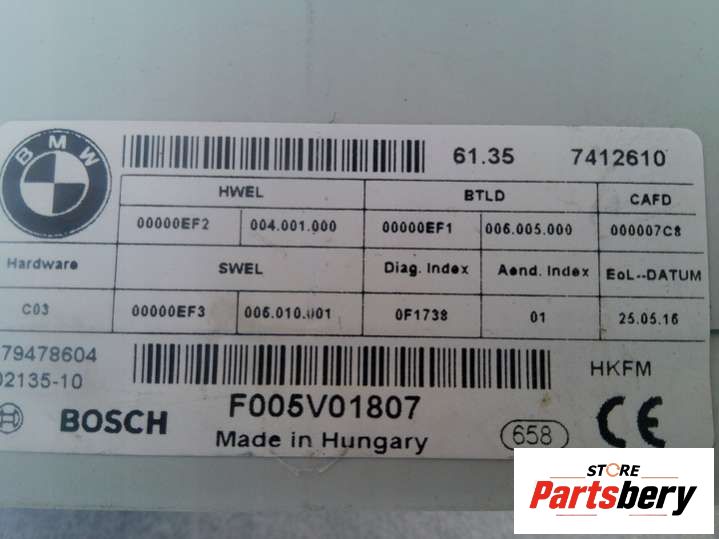 BMW
61.35 7412610
HWEL BTLD CAFD
00000EF2 004.001.000 00000EF1 006.005.000 000007C8
Hardware SWEL Diag. Index Aend. Index EoL--DATUM
C03 00000EF3 006.010.001 0F1738 01 25.05.16
79478604
02135-10
HKFM
BOSCH F005V01807
Made in Hungary 658 CE
STORE
Partsbery